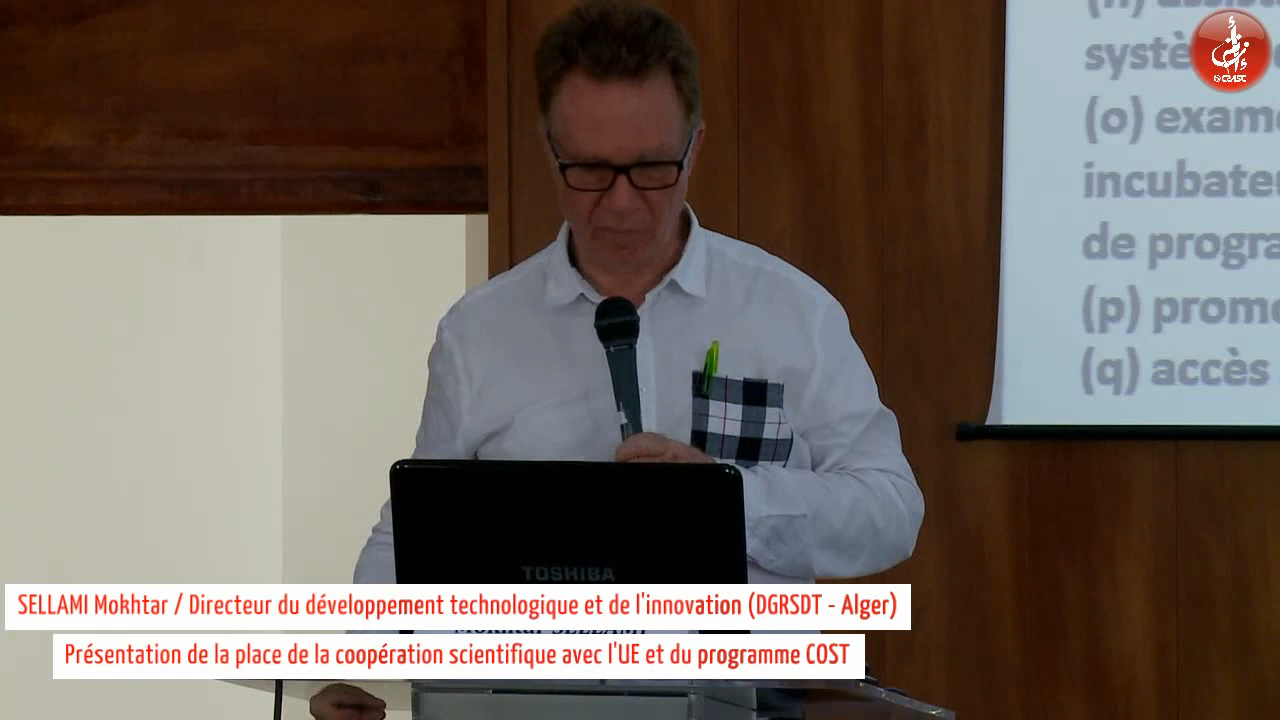 systè
(o) exam
incubate
de progra
(p) prom
(q) accès
©CRASC
TOSHIBA
SELLAMI Mokhtar / Directeur du développement technologique et de l'innovation (DGRSDT - Alger)
Présentation de la place de la coopération scientifique avec l'UE et du programme COST